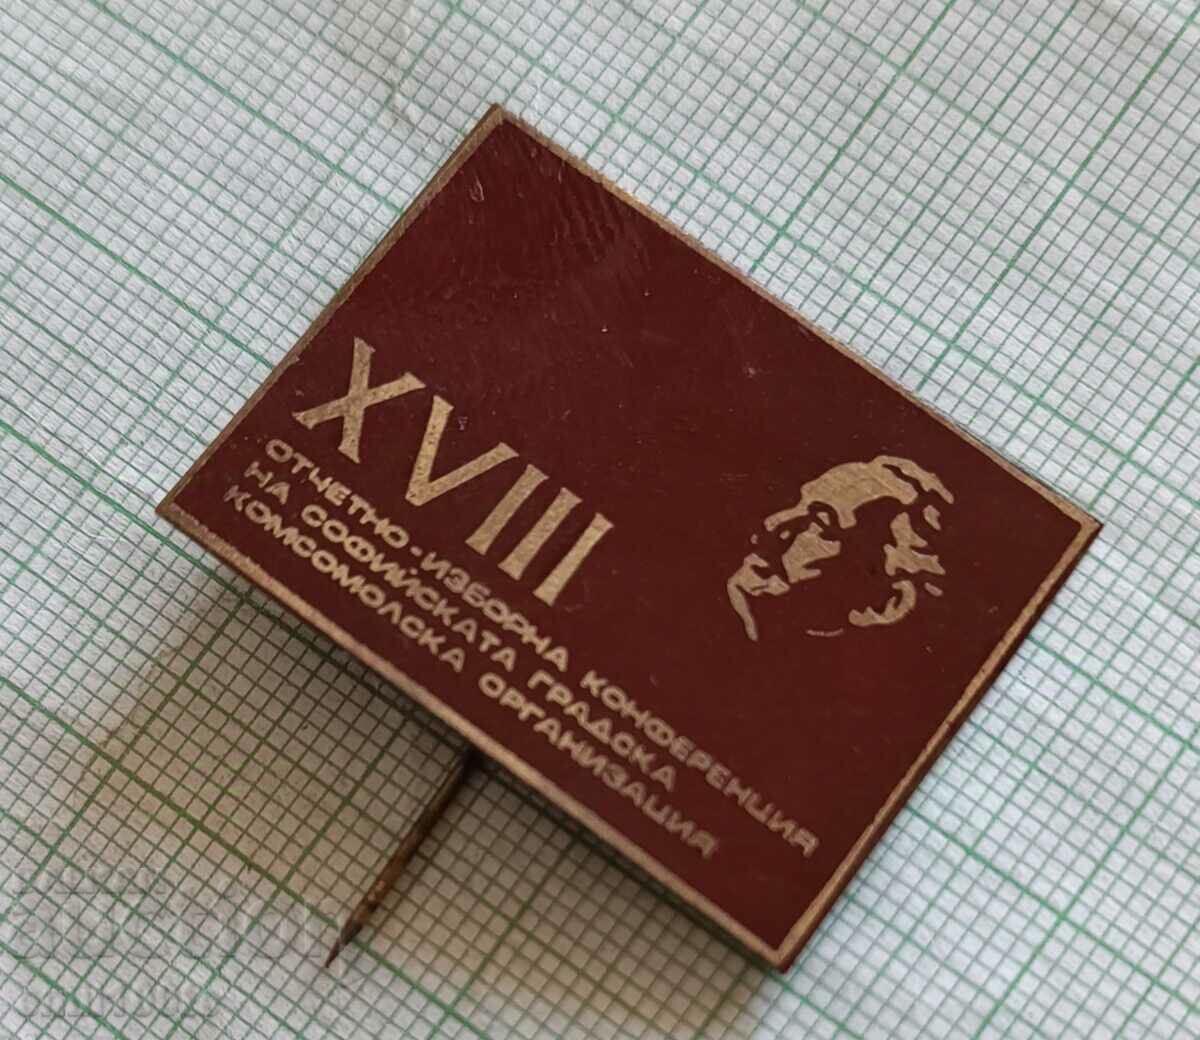 XVIII
ОТЧЕТНО-ИЗБОРНА КОНФЕРЕНЦИЯ
НА СОФИЙСКАТА ГРАДСКА
КОМСОМОЛСКА ОРГАНИЗАЦИЯ